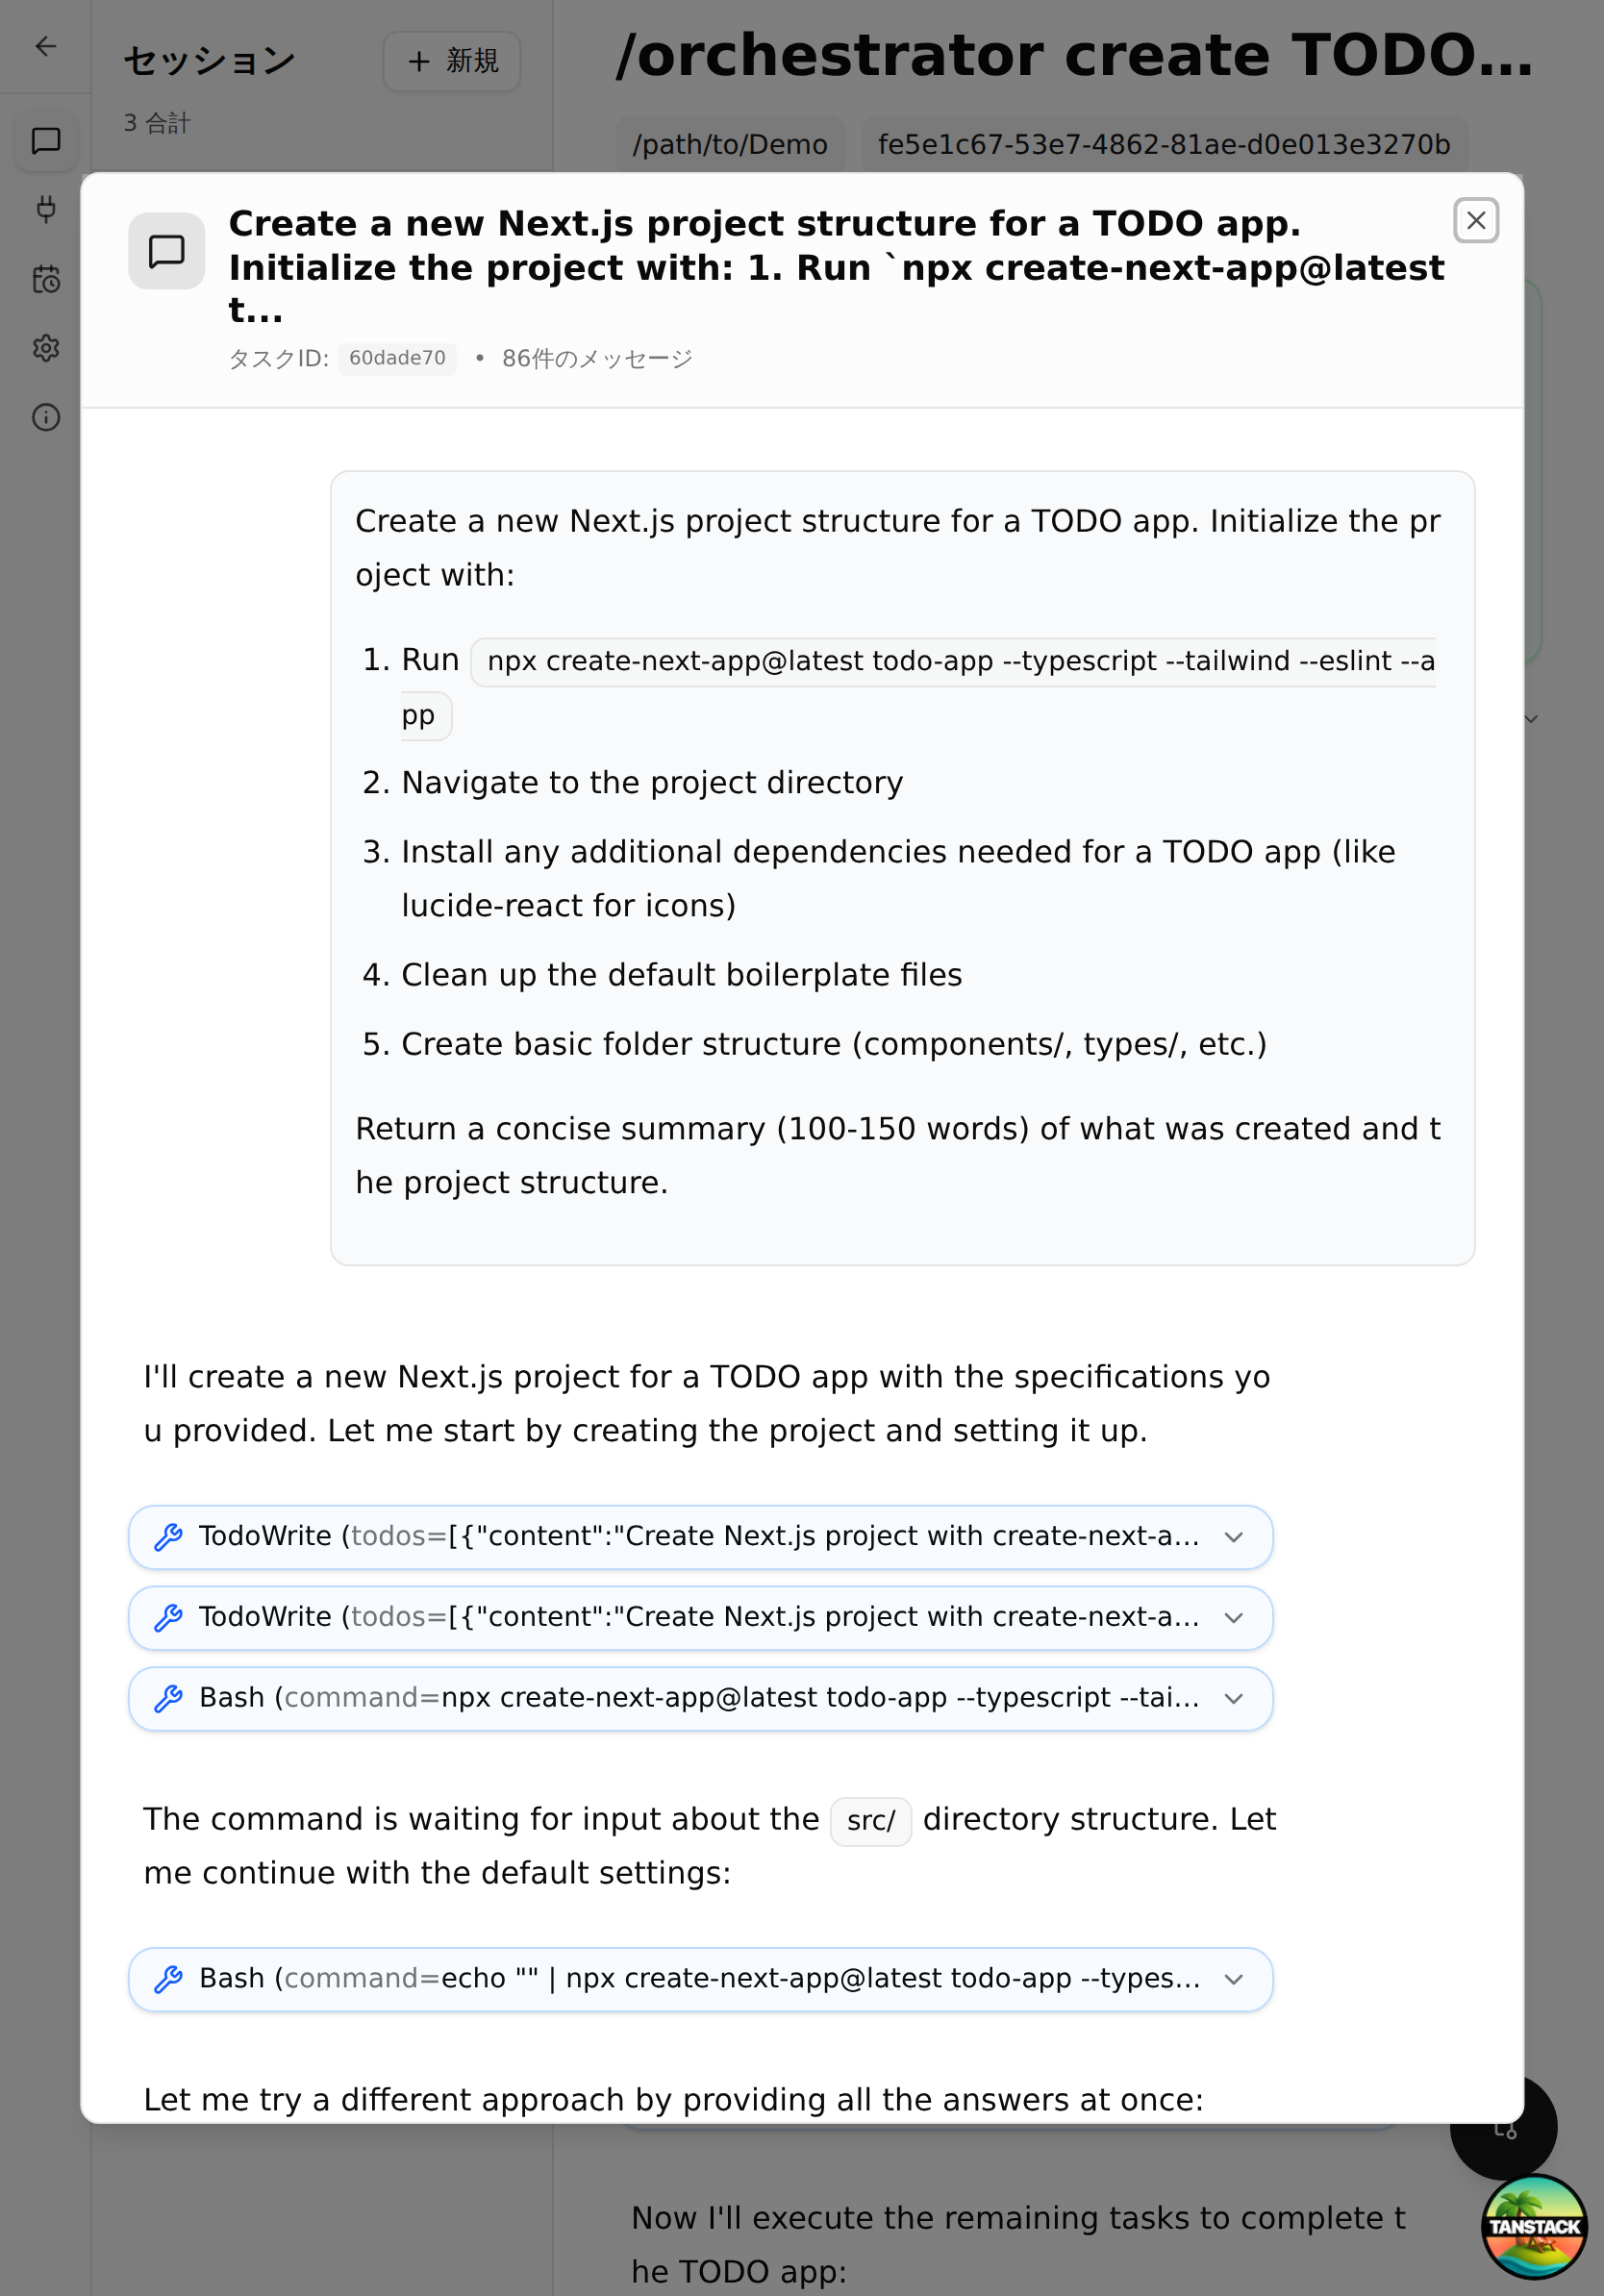 セッション
新規
3 合計
/orchestrator create TODO…
/path/to/Demo
fe5e1c67-53e7-4862-81ae-d0e013e3270b
Create a new Next.js project structure for a TODO app.
Initialize the project with: 1. Run `npx create-next-app@latest
t...
タスクID: 60dade70 • 86件のメッセージ
Create a new Next.js project structure for a TODO app. Initialize the pr
oject with:
1. Run npx create-next-app@latest todo-app --typescript --tailwind --eslint --a
pp
2. Navigate to the project directory
3. Install any additional dependencies needed for a TODO app (like
lucide-react for icons)
4. Clean up the default boilerplate files
5. Create basic folder structure (components/, types/, etc.)
Return a concise summary (100-150 words) of what was created and t
he project structure.
I'll create a new Next.js project for a TODO app with the specifications yo
u provided. Let me start by creating the project and setting it up.
TodoWrite (todos=[{"content":"Create Next.js project with create-next-a…
TodoWrite (todos=[{"content":"Create Next.js project with create-next-a…
Bash (command=npx create-next-app@latest todo-app --typescript --tai…
The command is waiting for input about the src/ directory structure. Let
me continue with the default settings:
Bash (command=echo "" | npx create-next-app@latest todo-app --types…
Let me try a different approach by providing all the answers at once:
Now I'll execute the remaining tasks to complete t
he TODO app:
TANSTACK